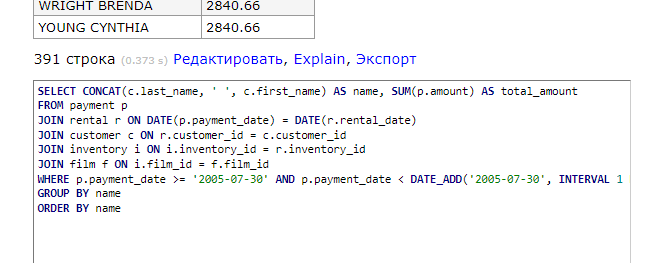 WRIGHT BRENDA 2840.66
YOUNG CYNTHIA 2840.66
391 строка (0.373 s) Редактировать, Explain, Экспорт
SELECT CONCAT(c.last_name, ' ', c.first_name) AS name, SUM(p.amount) AS total_amount
FROM payment p
JOIN rental r ON DATE(p.payment_date) = DATE(r.rental_date)
JOIN customer c ON r.customer_id = c.customer_id
JOIN inventory i ON i.inventory_id = r.inventory_id
JOIN film f ON i.film_id = f.film_id
WHERE p.payment_date >= '2005-07-30' AND p.payment_date < DATE_ADD('2005-07-30', INTERVAL 1
GROUP BY name
ORDER BY name